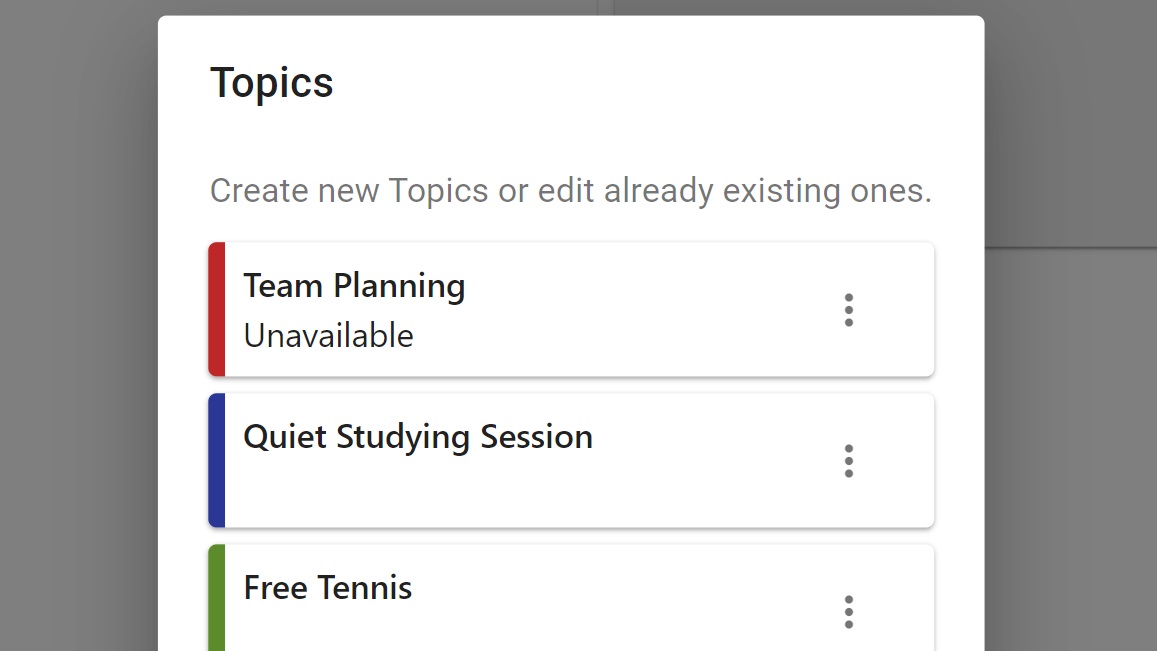 Topics
Create new Topics or edit already existing ones.
Team Planning
Unavailable
Quiet Studying Session
Free Tennis